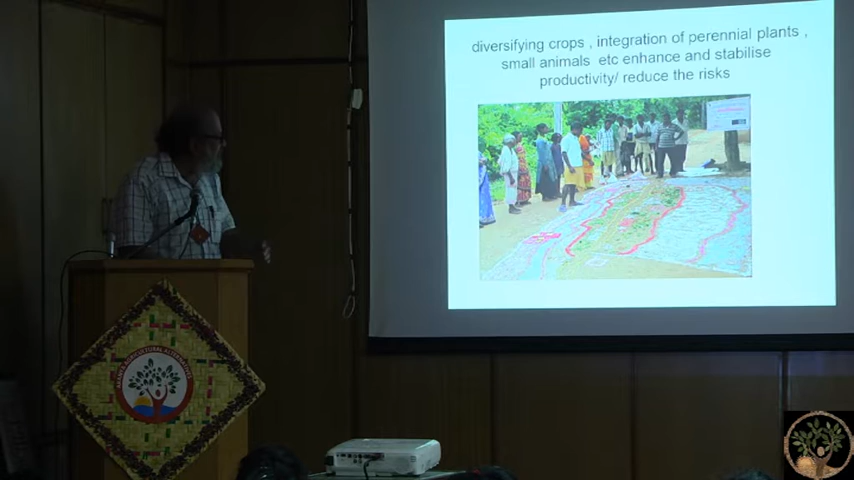 diversifying crops , integration of perennial plants ,
small animals  etc enhance and stabilise
productivity/ reduce the risks